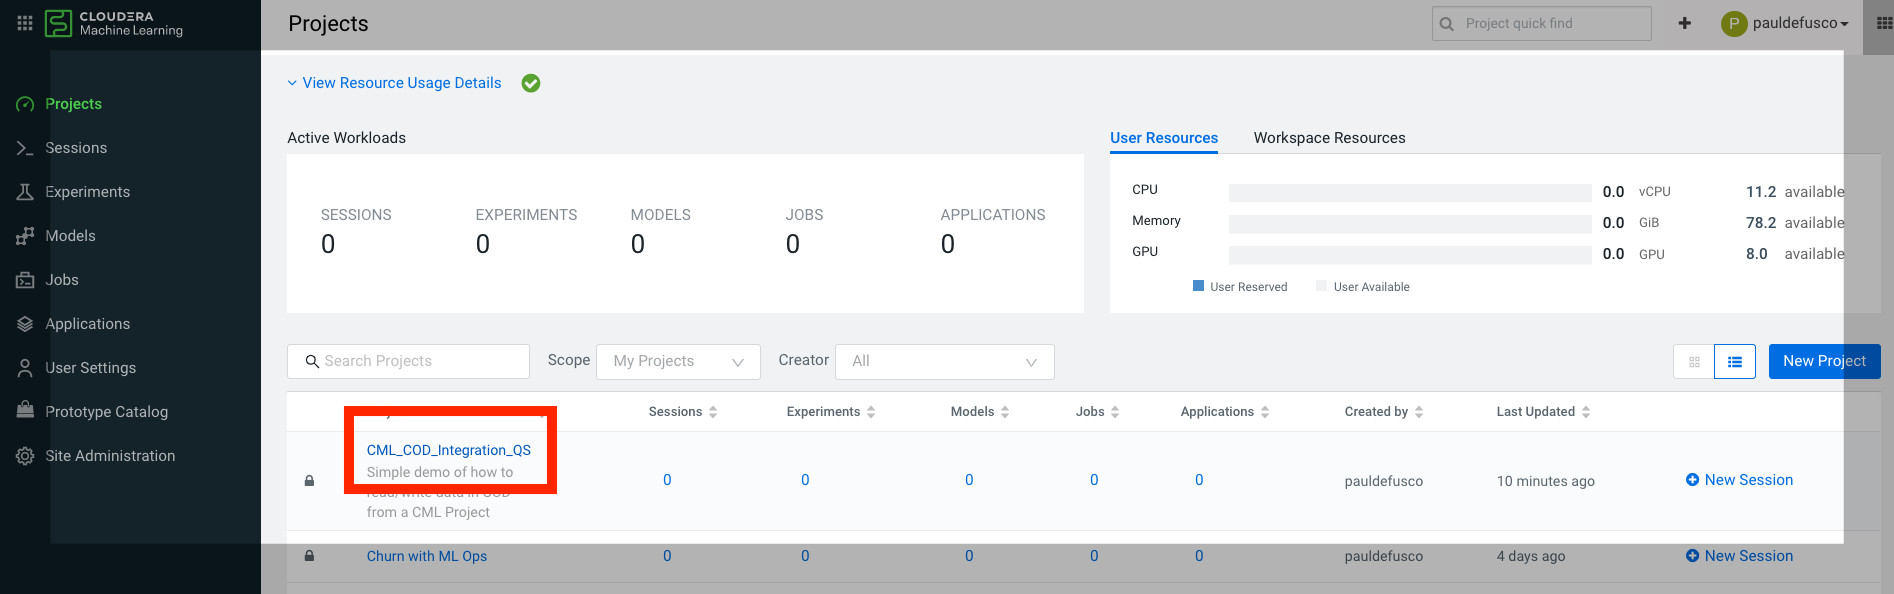 CLOUDERA
Machine Learning
Projects
Project quick find
P pauldefusco
Projects
Sessions
Experiments
Models
Jobs
Applications
User Settings
Prototype Catalog
Site Administration
View Resource Usage Details
Active Workloads
SESSIONS EXPERIMENTS MODELS JOBS APPLICATIONS
0 0 0 0 0
User Resources Workspace Resources
CPU 0.0 vCPU 11.2 available
Memory 0.0 GiB 78.2 available
GPU 0.0 GPU 8.0 available
User Reserved User Available
Search Projects Scope My Projects Creator All New Project
Sessions Experiments Models Jobs Applications Created by Last Updated
CML_COD_Integration_QS
Simple demo of how to
read/write data in COD
from a CML Project
0 0 0 0 0 pauldefusco 10 minutes ago New Session
Churn with ML Ops 0 0 0 0 0 pauldefusco 4 days ago New Session